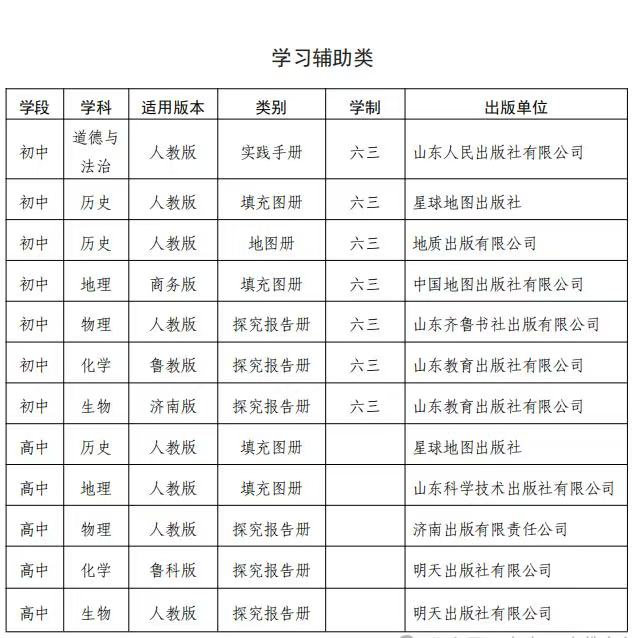 学习辅助类
学段 学科 适用版本 类别 学制 出版单位
初中 道德与法治 人教版 实践手册 六三 山东人民出版社有限公司
初中 历史 人教版 填充图册 六三 星球地图出版社
初中 历史 人教版 地图册 六三 地质出版有限公司
初中 地理 商务版 填充图册 六三 中国地图出版社有限公司
初中 物理 人教版 探究报告册 六三 山东齐鲁书社出版有限公司
初中 化学 鲁教版 探究报告册 六三 山东教育出版社有限公司
初中 生物 济南版 探究报告册 六三 山东教育出版社有限公司
高中 历史 人教版 填充图册 星球地图出版社
高中 地理 人教版 填充图册 山东科学技术出版社有限公司
高中 物理 人教版 探究报告册 济南出版有限责任公司
高中 化学 鲁科版 探究报告册 明天出版社有限公司
高中 生物 人教版 探究报告册 明天出版社有限公司